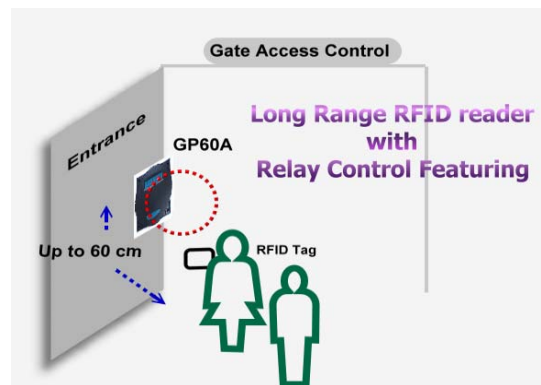 Gate Access Control
Long Range RFID reader
with
Relay Control Featuring
Entrance
GP60A
Up to 60 cm
RFID Tag